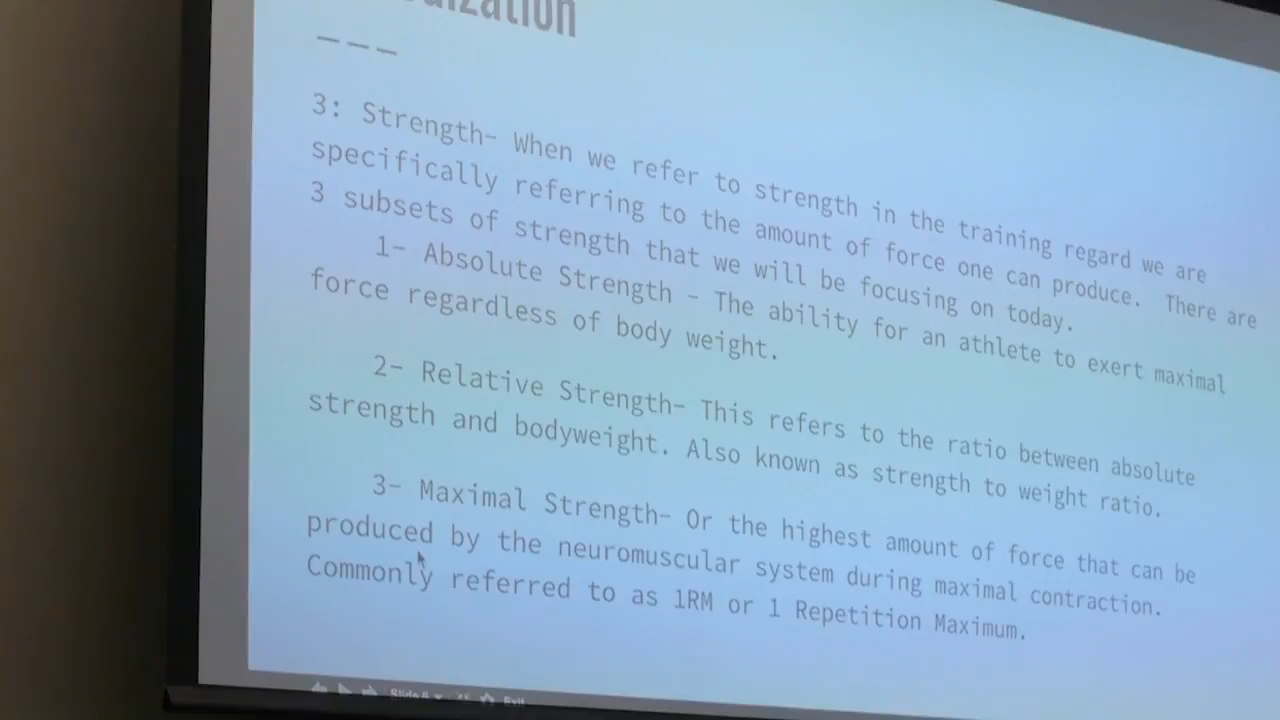 3: Strength- When we refer to strength in the training regard we are
specifically referring to the amount of force one can produce. There are
3 subsets of strength that we will be focusing on today.
1- Absolute Strength - The ability for an athlete to exert maximal
force regardless of body weight.
2- Relative Strength- This refers to the ratio between absolute
strength and bodyweight. Also known as strength to weight ratio.
3- Maximal Strength- Or the highest amount of force that can be
produced by the neuromuscular system during maximal contraction.
Commonly referred to as 1RM or 1 Repetition Maximum.
Slide Exit